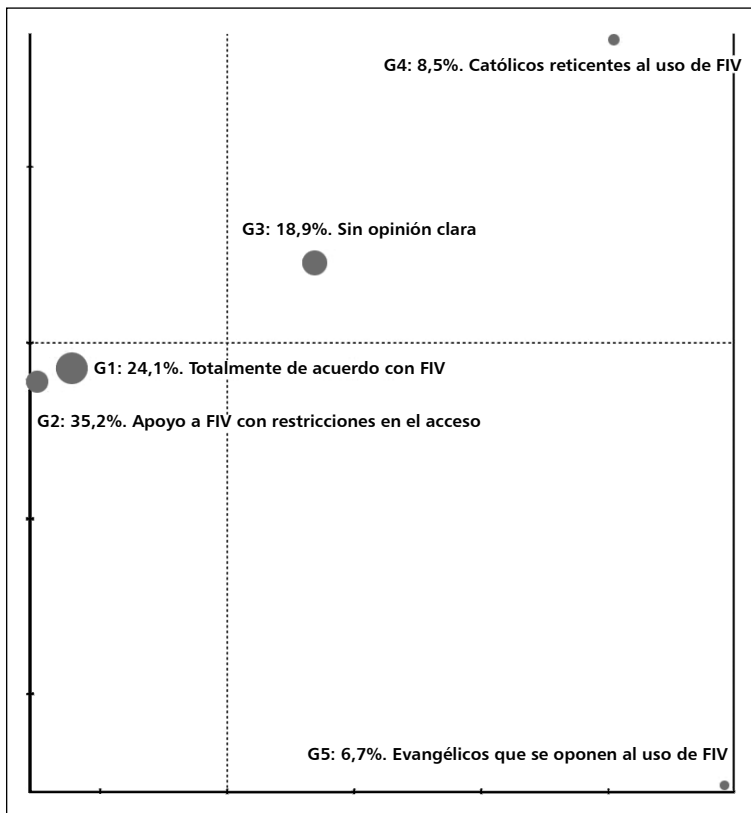 G4: 8,5%. Católicos reticentes al uso de FIV
G3: 18,9%. Sin opinión clara
G1: 24,1%. Totalmente de acuerdo con FIV
G2: 35,2%. Apoyo a FIV con restricciones en el acceso
G5: 6,7%. Evangélicos que se oponen al uso de FIV